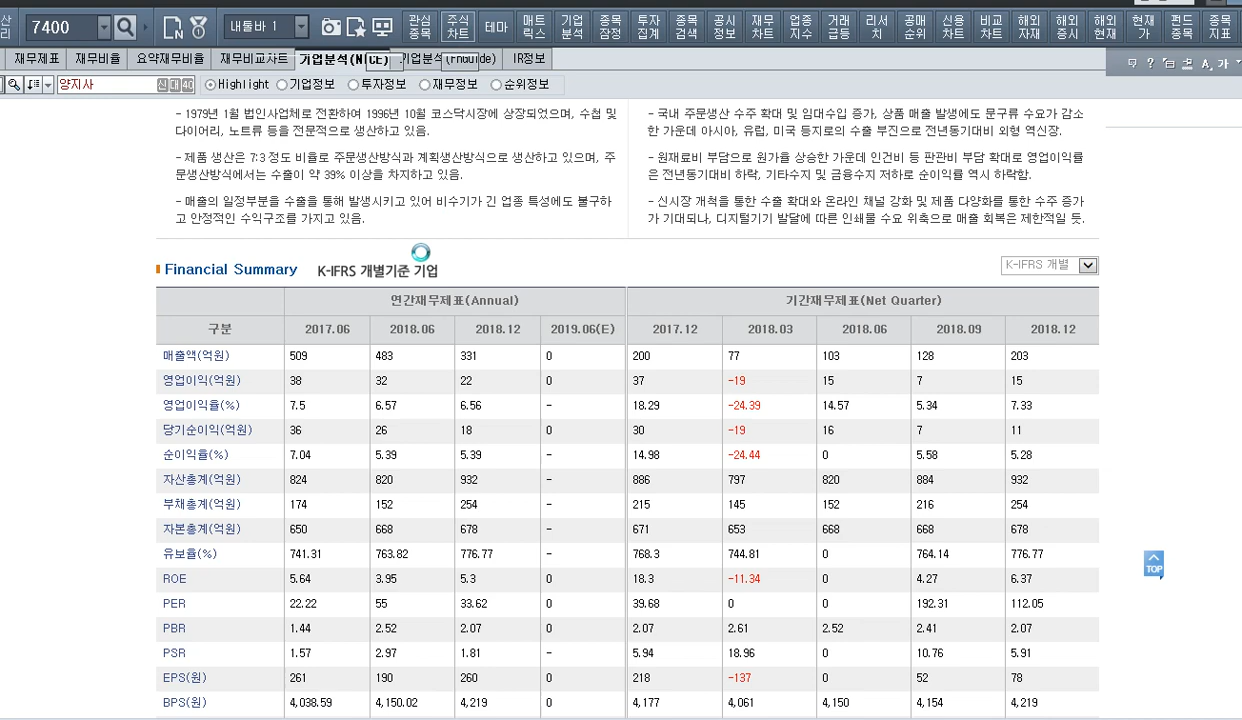 7400
내둘바 1
관심 종목
주식 차트
테마
매트 릭스
기업 분석
종목 잠정
투자 집계
종목 검색
공시 정보
재무 차트
업종 지수
거래 급등
리서 치
공매 순위
신용 차트
비교 차트
해외 자재
해외 증시
해외 현재
현재 가
펀드 종목
종목 지표
재무제표 재무비율 요약재무비율 재무비교차트 기업분석(NICE) 기업분석 IR정보
양지사 신 대 40 Highlight 기업정보 투자정보 재무정보 순위정보
- 1979년 1월 법인사업체로 전환하여 1996년 10월 코스닥시장에 상장되었으며, 수첩 및
다이어리, 노트류 등을 전문적으로 생산하고 있음.
- 제품 생산은 7:3 정도 비율로 주문생산방식과 계획생산방식으로 생산하고 있으며, 주
문생산방식에서는 수출이 약 39% 이상을 차지하고 있음.
- 매출의 일정부분을 수출을 통해 발생시키고 있어 비수기가 긴 업종 특성에도 불구하
고 안정적인 수익구조를 가지고 있음.
- 국내 주문생산 수주 확대 및 임대수입 증가, 상품 매출 발생에도 문구류 수요가 감소
한 가운데 아시아, 유럽, 미국 등지로의 수출 부진으로 전년동기대비 외형 역신장.
- 원재료비 부담으로 원가율 상승한 가운데 인건비 등 판관비 부담 확대로 영업이익률
은 전년동기대비 하락, 기타수지 및 금융수지 저하로 순이익률 역시 하락함.
- 신시장 개척을 통한 수출 확대와 온라인 채널 강화 및 제품 다양화를 통한 수주 증가
가 기대되나, 디지털기기 발달에 따른 인쇄물 수요 위축으로 매출 회복은 제한적일 듯.
Financial Summary K-IFRS 개별기준 기업 K-IFRS 개별
연간재무제표(Annual) 기간재무제표(Net Quarter)
구분 2017.06 2018.06 2018.12 2019.06(E) 2017.12 2018.03 2018.06 2018.09 2018.12
매출액(억원) 509 483 331 0 200 77 103 128 203
영업이익(억원) 38 32 22 0 37 -19 15 7 15
영업이익률(%) 7.5 6.57 6.56 - 18.29 -24.39 14.57 5.34 7.33
당기순이익(억원) 36 26 18 0 30 -19 16 7 11
순이익률(%) 7.04 5.39 5.39 - 14.98 -24.44 0 5.58 5.28
자산총계(억원) 824 820 932 - 886 797 820 884 932
부채총계(억원) 174 152 254 - 215 145 152 216 254
자본총계(억원) 650 668 678 - 671 653 668 668 678
유보율(%) 741.31 763.82 776.77 - 768.3 744.81 0 764.14 776.77
ROE 5.64 3.95 5.3 0 18.3 -11.34 0 4.27 6.37
PER 22.22 55 33.62 0 39.68 0 0 192.31 112.05
PBR 1.44 2.52 2.07 0 2.07 2.61 2.52 2.41 2.07
PSR 1.57 2.97 1.81 - 5.94 18.96 0 10.76 5.91
EPS(원) 261 190 260 0 218 -137 0 52 78
BPS(원) 4,038.59 4,150.02 4,219 0 4,177 4,061 4,150 4,154 4,219
TOP